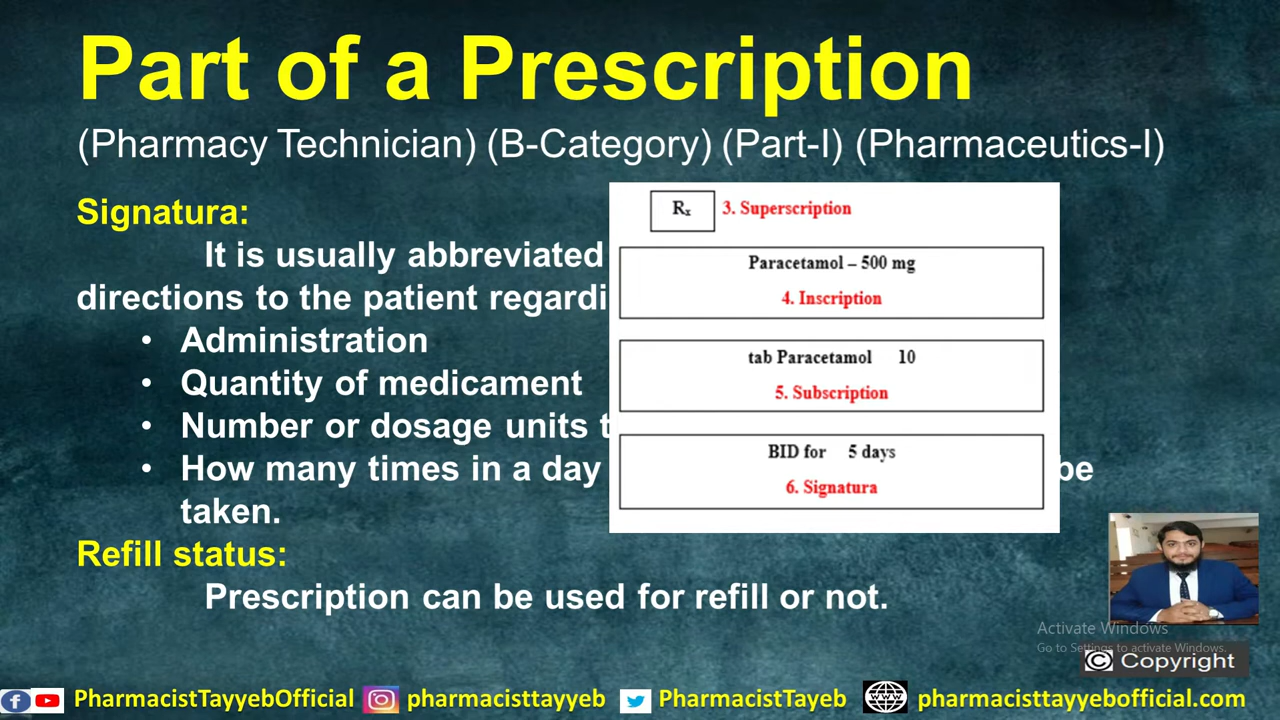 Part of a Prescription
(Pharmacy Technician) (B-Category) (Part-I) (Pharmaceutics-I)
Signatura:
It is usually abbreviated
directions to the patient
• Administration
• Quantity of medicament
• Number or dosage units
• How many times in a day
be
taken.
Refill status:
Prescription can be used for refill or not.
Rx
3. Superscription
Paracetamol – 500 mg
4. Inscription
tab Paracetamol 10
5. Subscription
BID for 5 days
6. Signatura
Activate Windows
Go to Settings to activate Windows.
© Copyright
PharmacistTayyebOfficial
pharmacisttayyeb
PharmacistTayeb
WWW
pharmacisttayyebofficial.com